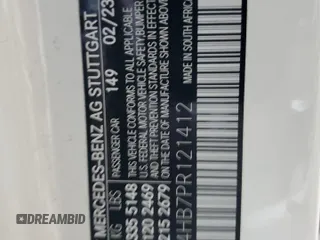 MERCEDES-BENZ AG STUTTGART
PASSENGER CAR 149 02/23
KG LBS
2335 5148
1120 2469
1215 2679
THIS VEHICLE CONFORMS TO ALL APPLICABLE
U.S. FEDERAL MOTOR VEHICLE SAFETY, BUMPER
AND THEFT PREVENTION STANDARDS IN EFFECT
ON THE DATE OF MANUFACTURE SHOWN ABOVE
4HB7PR121412
MADE IN SOUTH AFRICA
DREAMBID